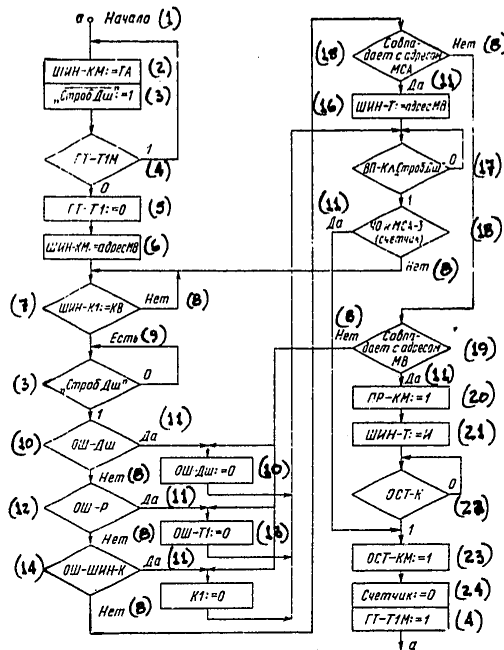 а Начало (1)
ШИН-КМ:=ГА (2)
„Строб Дш":=1 (3)
ГТ-Т1М 1 (4)
0
ГТ-Т1:=0 (5)
ШИН-КМ:=адрес МВ (6)
(7) ШИН-К1:=КВ Нет (8)
Есть (9)
(3) „Строб Дш" 0
1 (11)
(10) ОШ-ДШ Да
Нет (8) ОШ-Дш:=0 (10)
(12) ОШ-Р Да (11)
Нет (8) ОШ-Т1:=0 (13)
(14) ОШ-ШИН-К Да (11)
Нет (8) К1:=0
(18) Совпадает с адресом МСА Нет (8)
Да (11)
(16) ШИН-Т:=адрес МВ
ВП-Кл„Строб Дш" 0 (17)
(11) 1
Да ЧО к МСА-3 (счетчик) (18)
Нет (8)
(8) Нет Совпадает с адресом МВ (19)
Да (11)
ПР-КМ:=1 (20)
ШИН-Т:=И (21)
ОСТ-К 0 (22)
1
ОСТ-КМ:=1 (23)
Счетчик:=0 (24)
ГТ-Т1М:=1 (4)
а